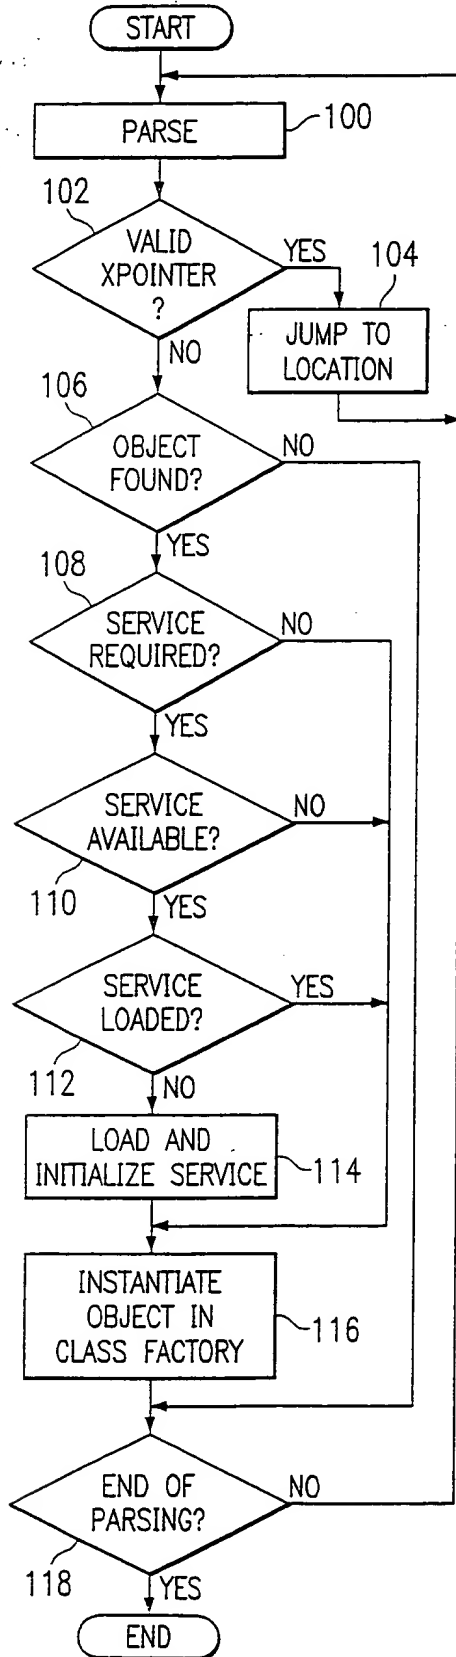 START
PARSE
100
102
VALID
XPOINTER
?
YES
104
JUMP TO
LOCATION
NO
106
OBJECT
FOUND?
NO
YES
108
SERVICE
REQUIRED?
NO
YES
SERVICE
AVAILABLE?
NO
110
YES
SERVICE
LOADED?
YES
112
NO
LOAD AND
INITIALIZE SERVICE
114
INSTANTIATE
OBJECT IN
CLASS FACTORY
116
END OF
PARSING?
NO
118
YES
END